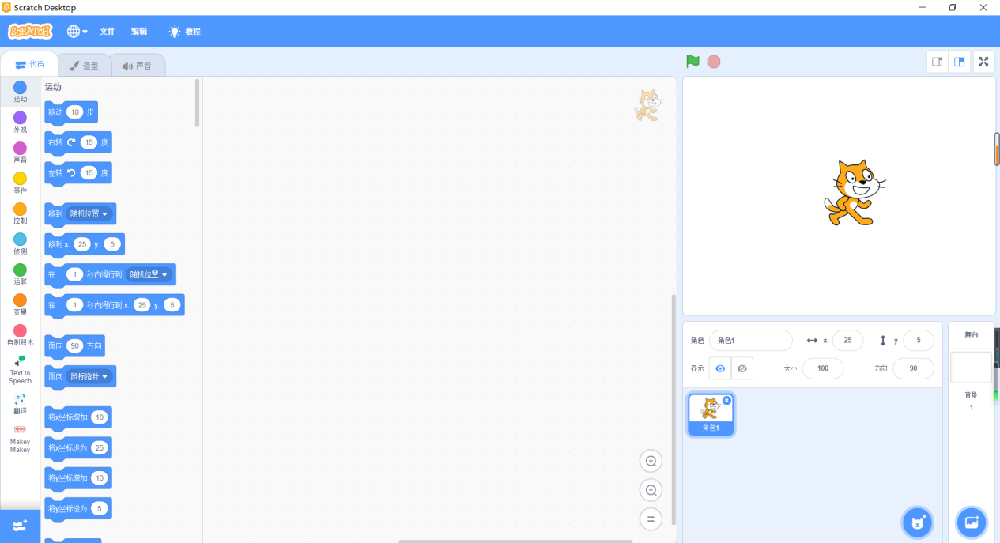 Scratch Desktop
SCRATCH 文件 编辑 教程
代码 造型 声音
运动
外观
声音
事件
控制
侦测
运算
变量
自制积木
Text to
Speech
翻译
Makey
Makey
运动
移动 10 步
右转 15 度
左转 15 度
移到 随机位置
移到 x: 25 y: 5
在 1 秒内滑行到 随机位置
在 1 秒内滑行到 x: 25 y: 5
面向 90 方向
面向 鼠标指针
将x坐标增加 10
将x坐标设为 25
将y坐标增加 10
将y坐标设为 5
角色 角色1 x 25 y 5
显示 大小 100 方向 90
角色1
舞台
背景
1